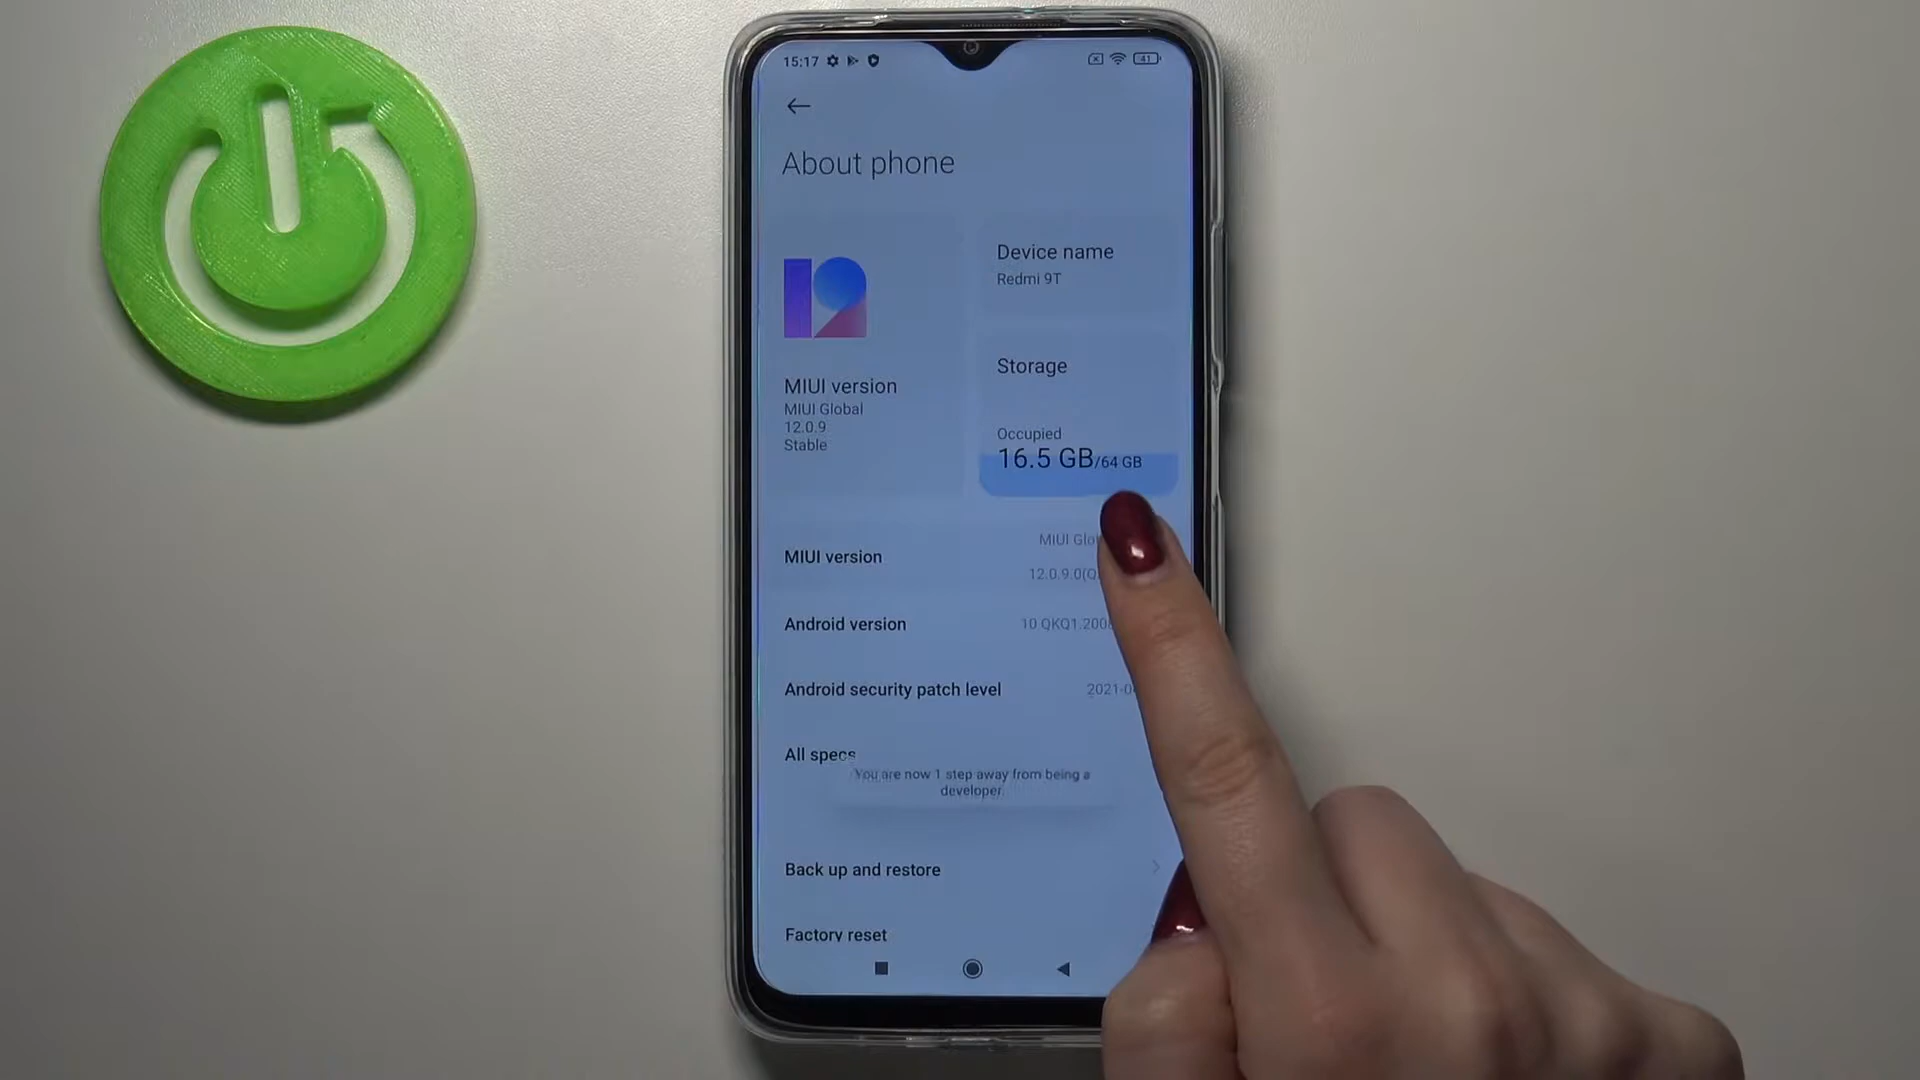 15:17
41
About phone
Device name
Redmi 9T
MIUI version
MIUI Global
12.0.9
Stable
Storage
Occupied
16.5 GB/64 GB
MIUI version
MIUI
12.0.9.0(Q
Android version
10 QKQ1.200
Android security patch level
2021-0
All specs
You are now 1 step away from being a
developer.
Back up and restore
Factory reset